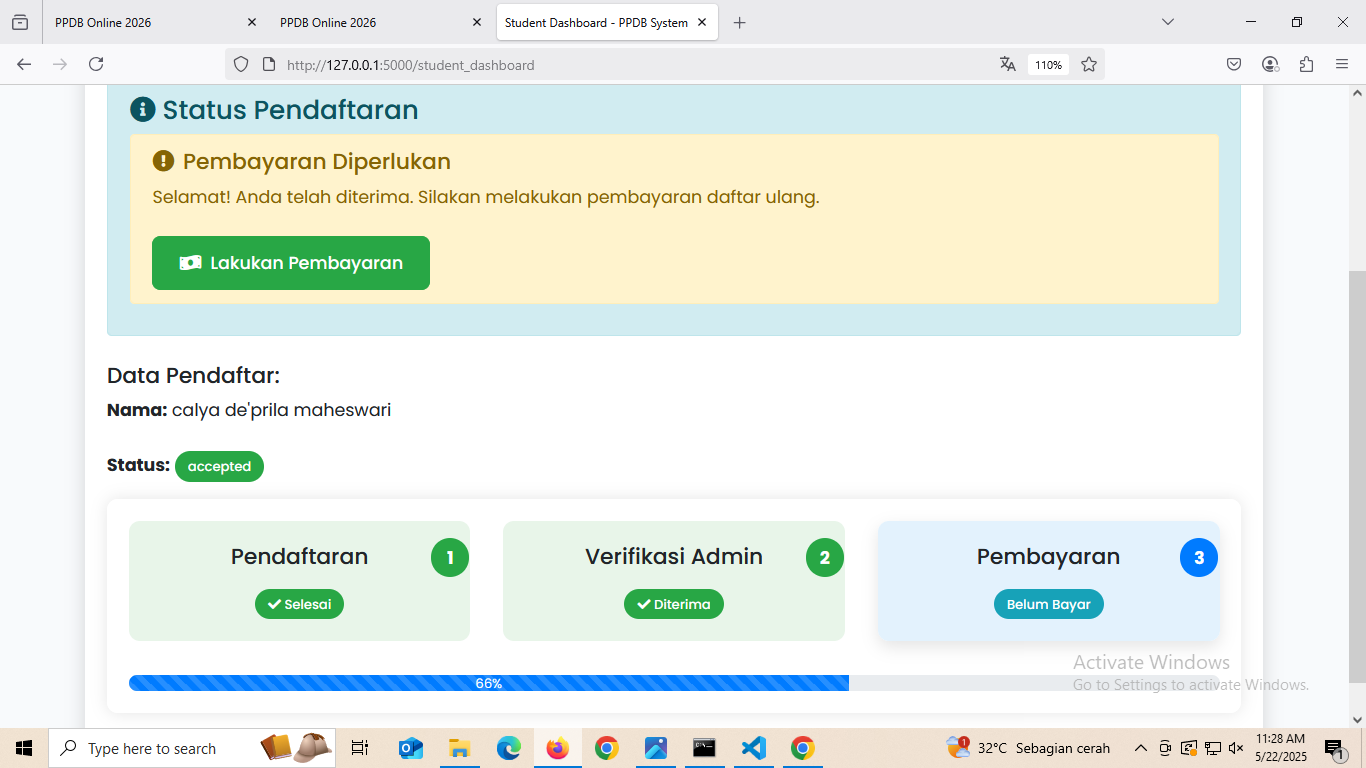 PPDB Online 2026
PPDB Online 2026
Student Dashboard - PPDB System
http://127.0.0.1:5000/student_dashboard
110%
Status Pendaftaran
Pembayaran Diperlukan
Selamat! Anda telah diterima. Silakan melakukan pembayaran daftar ulang.
Lakukan Pembayaran
Data Pendaftar:
Nama: calya de'prila maheswari
Status: accepted
Pendaftaran
1
Selesai
Verifikasi Admin
2
Diterima
Pembayaran
3
Belum Bayar
66%
Activate Windows
Go to Settings to activate Windows.
Type here to search
1
32°C Sebagian cerah
11:28 AM
5/22/2025
1